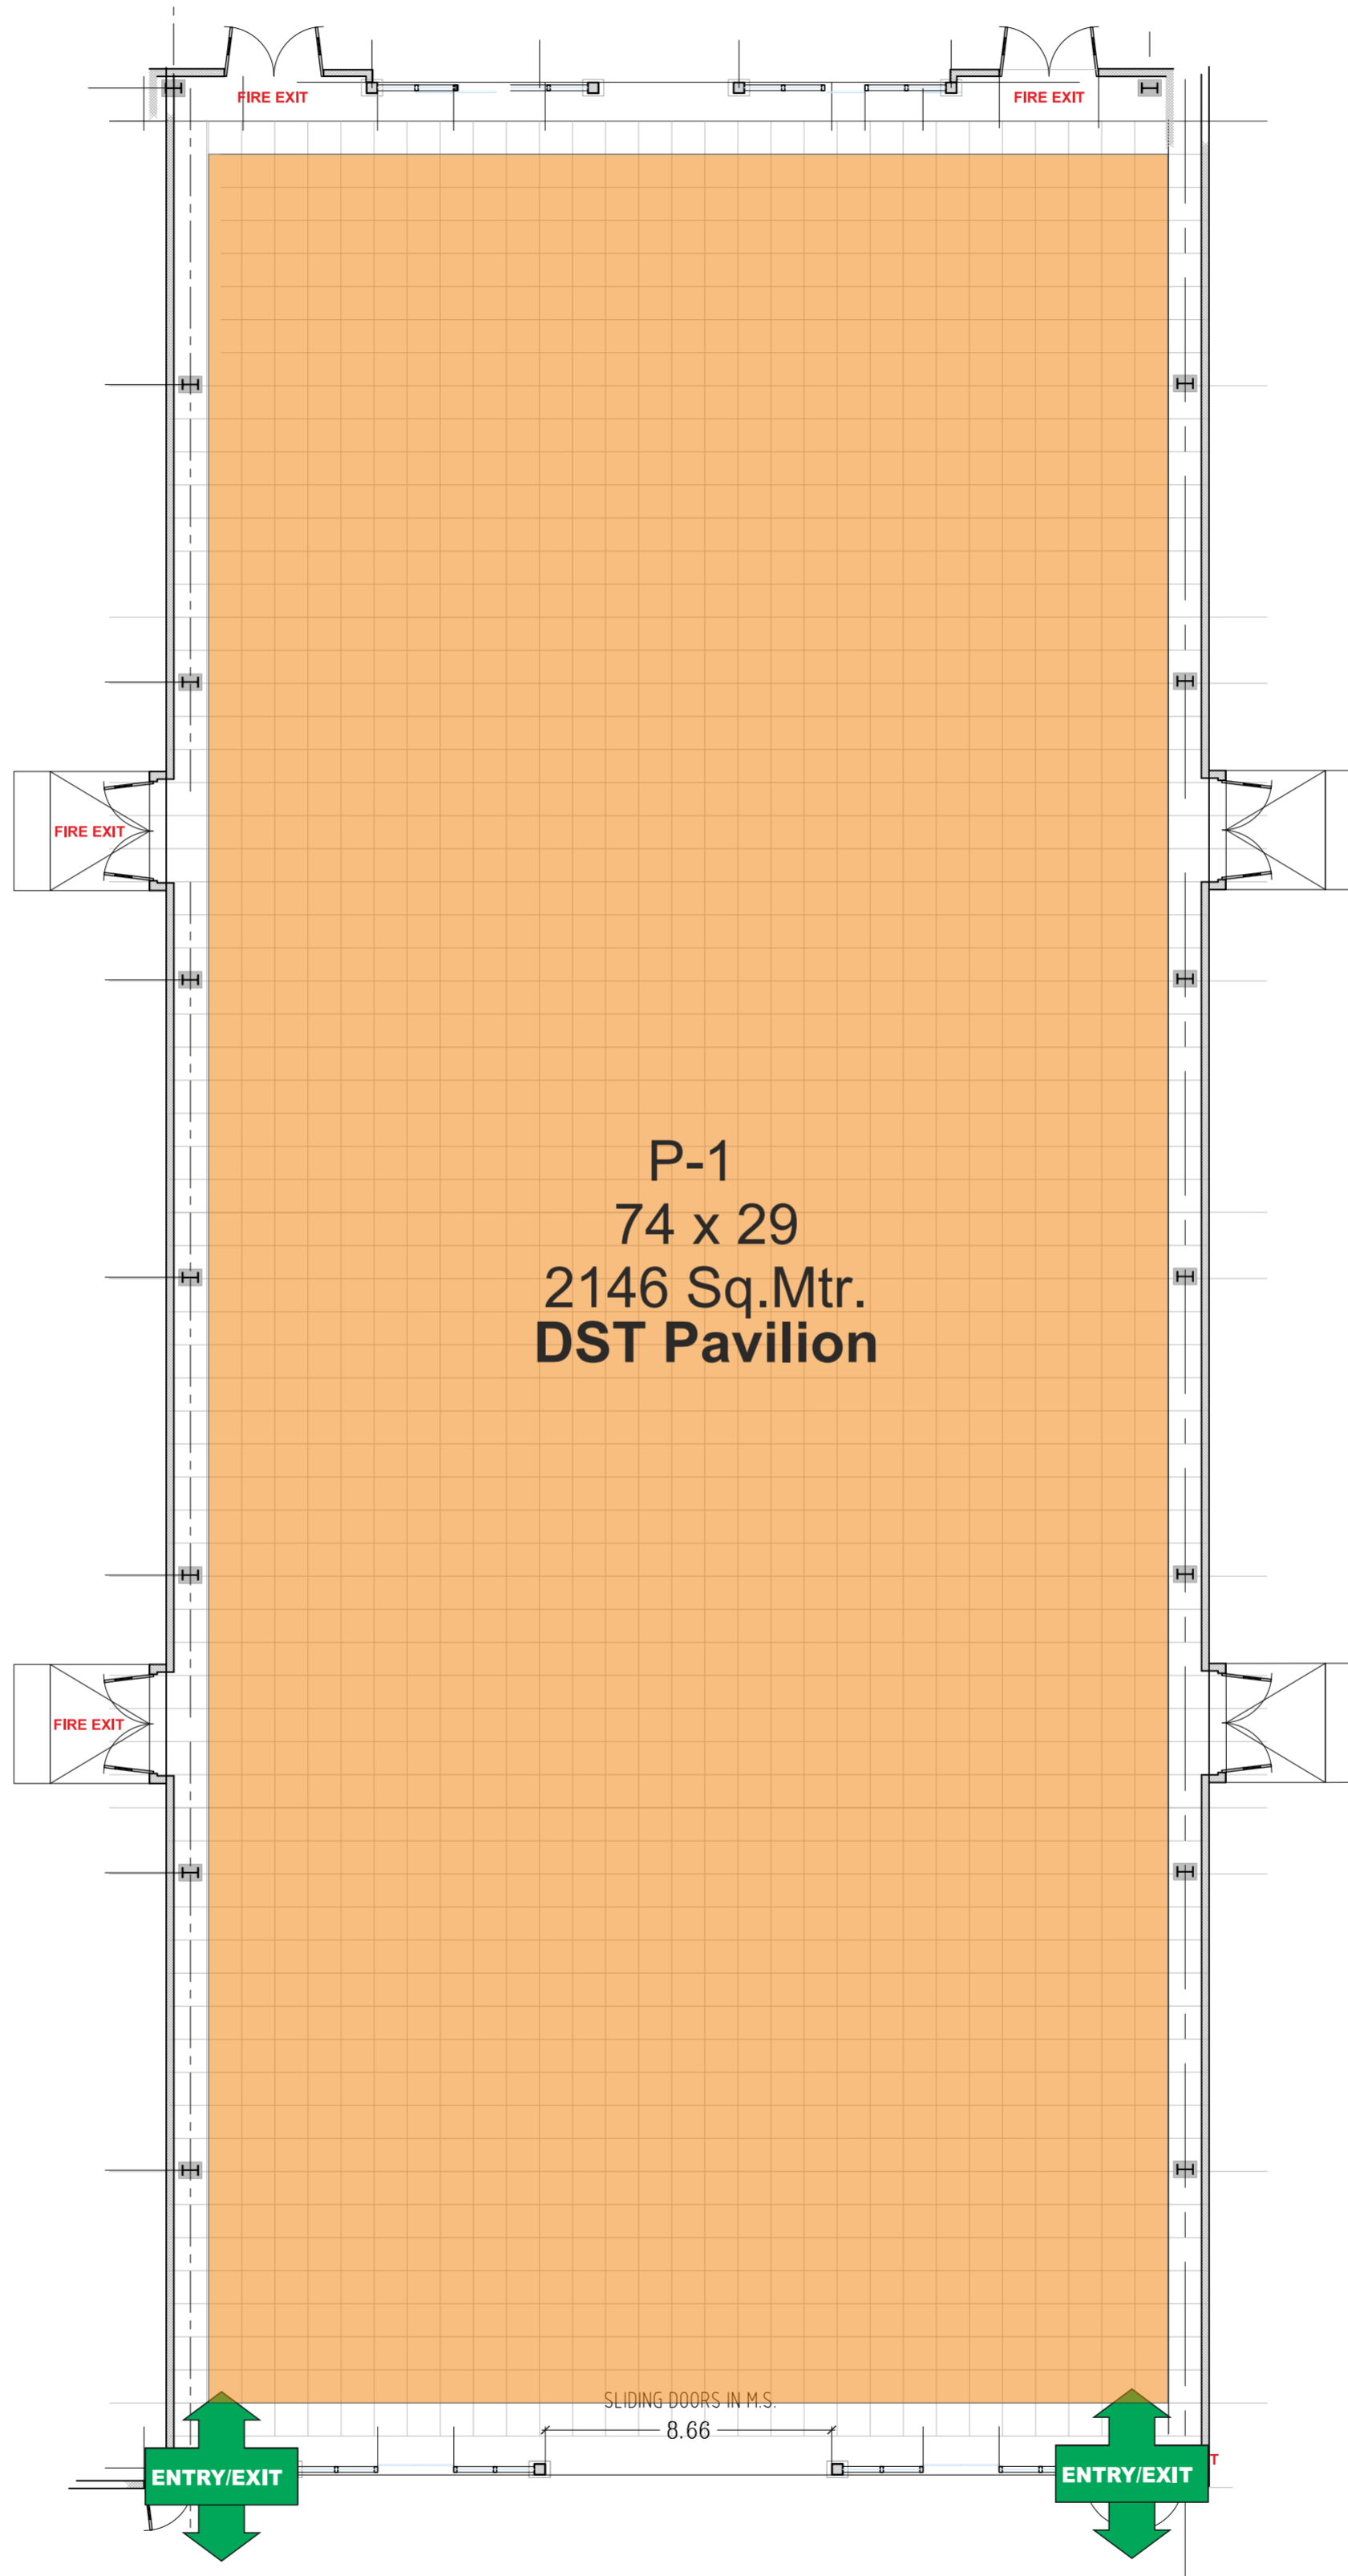 FIRE EXIT
FIRE EXIT
FIRE EXIT
P-1
74 x 29
2146 Sq.Mtr.
DST Pavilion
FIRE EXIT
SLIDING DOORS IN M.S.
8.66
ENTRY/EXIT
ENTRY/EXIT
T